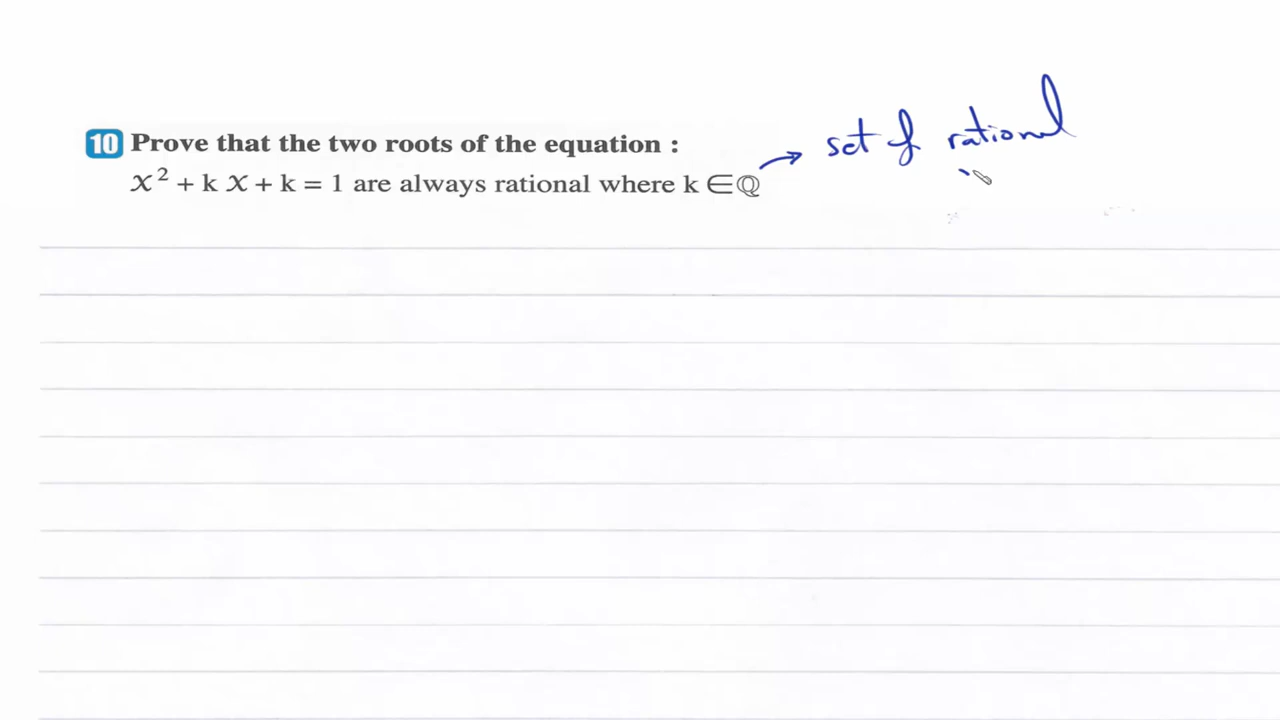 10 Prove that the two roots of the equation :
x² + k x + k = 1 are always rational where k ∈ ℚ
→ set of rational